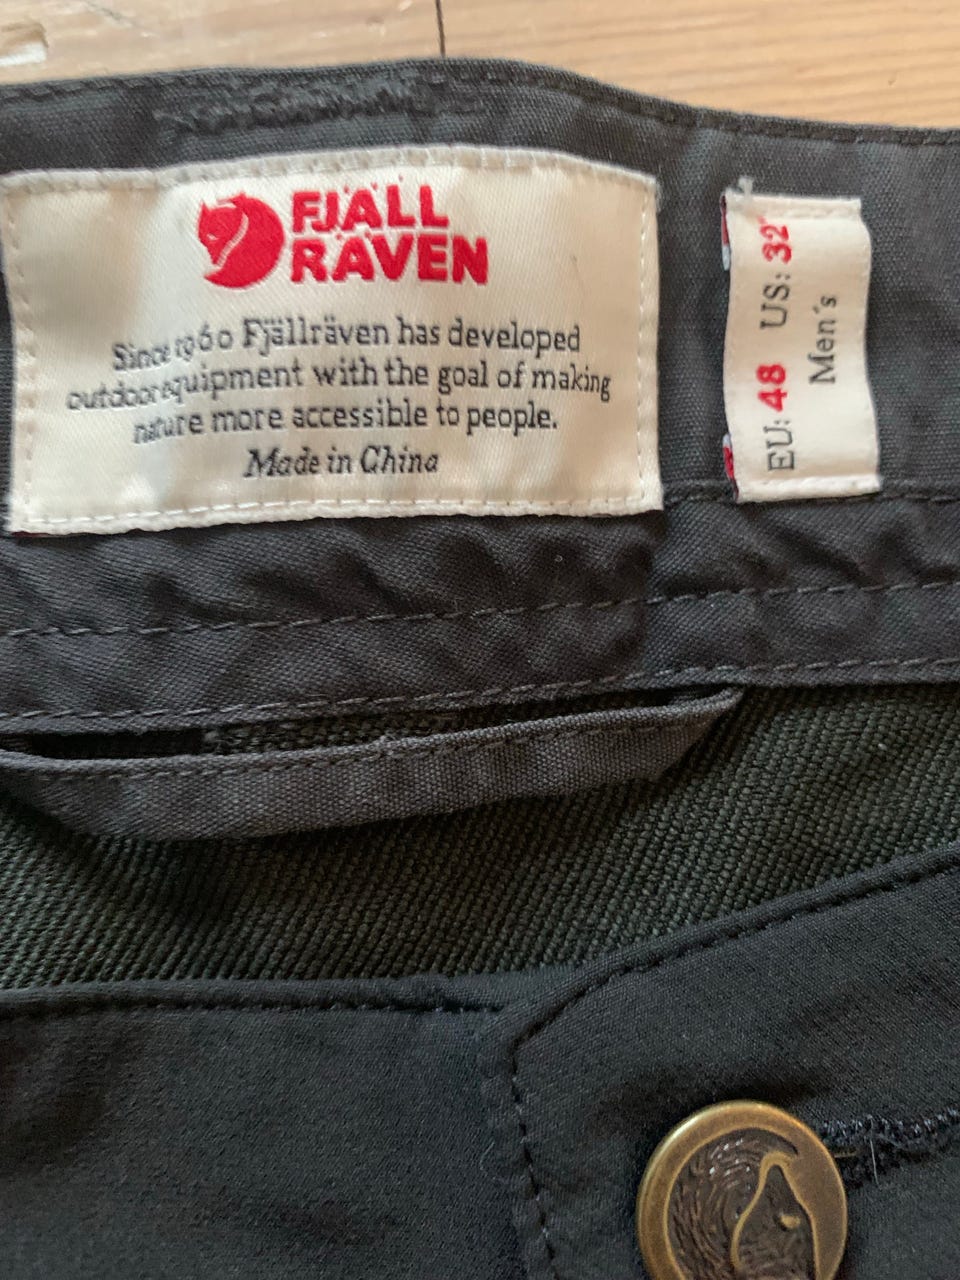 FJÄLL
RÄVEN
Since 1960 Fjällräven has developed
outdoor equipment with the goal of making
nature more accessible to people.
Made in China
EU: 48 US: 32"
Men's